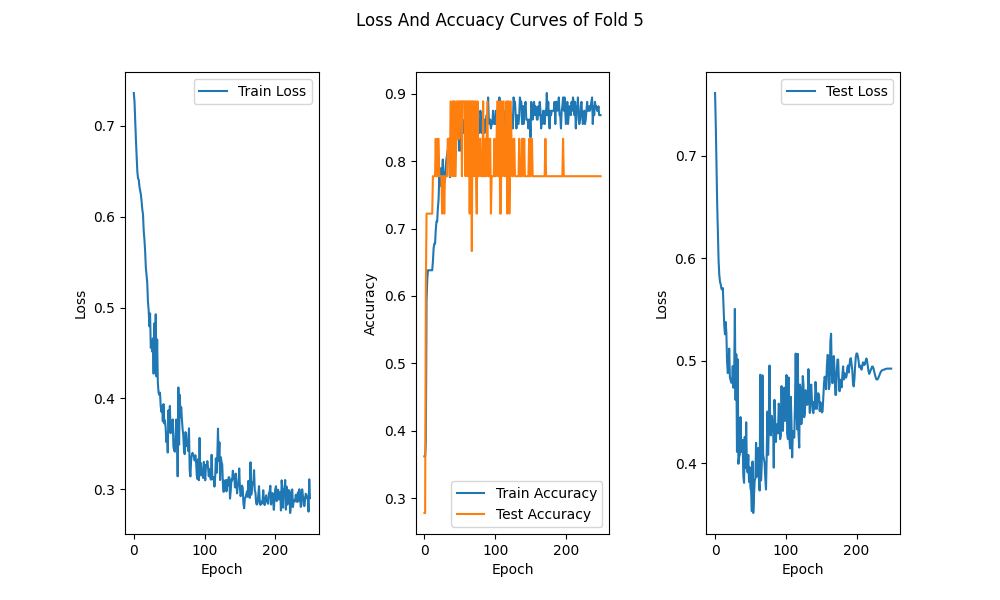 Loss And Accuacy Curves of Fold 5
Train Loss
0.7
0.6
0.5
0.4
0.3
Loss
0 100 200
Epoch
0.9
0.8
0.7
0.6
0.5
0.4
0.3
Accuracy
Train Accuracy
Test Accuracy
0 100 200
Epoch
Test Loss
0.7
0.6
0.5
0.4
Loss
0 100 200
Epoch